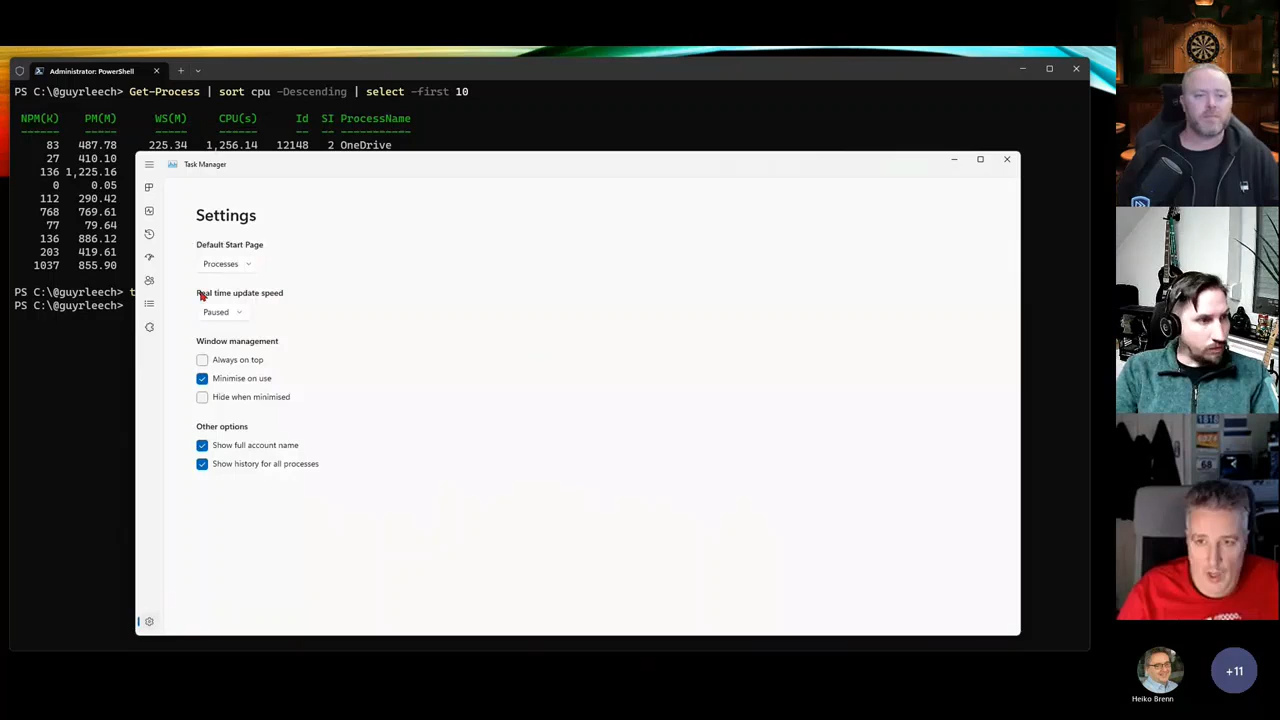 Administrator: PowerShell
PS C:\@guyrleech> Get-Process | sort cpu -Descending | select -first 10
NPM(K) PM(M) WS(M) CPU(s) Id SI ProcessName
------ ----- ----- ------ -- -- -----------
83 487.78 225.34 1,256.14 12148 2 OneDrive
27 410.10
136 1,225.16
0 0.05
112 290.42
768 769.61
77 79.64
136 886.12
203 419.61
1037 855.90
PS C:\@guyrleech> t
PS C:\@guyrleech>
Task Manager
Settings
Default Start Page
Processes
Real time update speed
Paused
Window management
Always on top
Minimise on use
Hide when minimised
Other options
Show full account name
Show history for all processes
1816
68
Heiko Brenn
+11